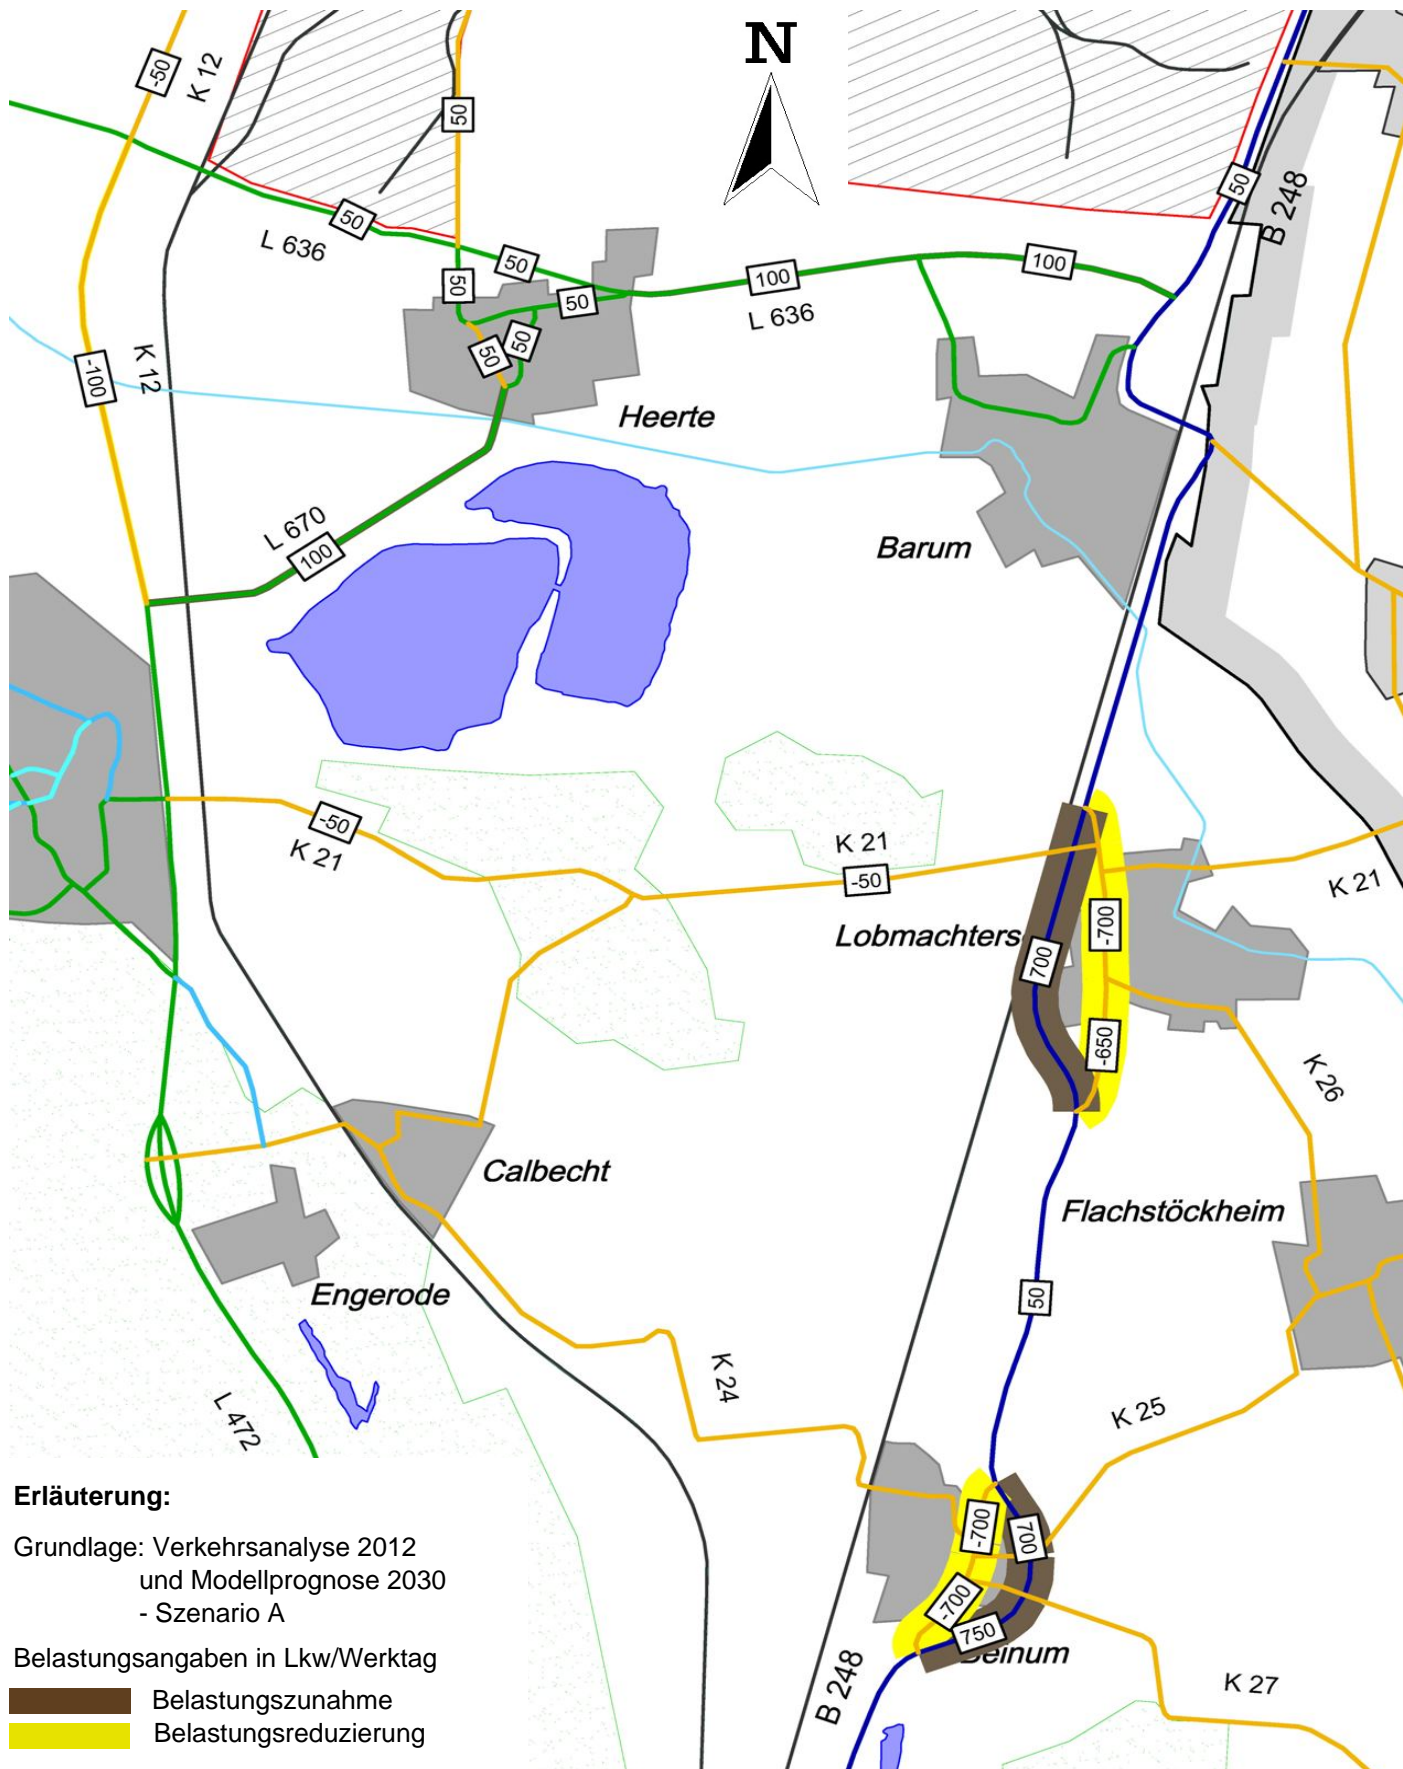 N
-50
K 12
50
50
B 248
50
L 636
50
50
50
100
L 636
100
50
50
-100
K 12
Heerte
L 670
100
Barum
-50
K 21
K 21
-50
K 21
Lobmachters
700
-700
-650
K 26
Calbecht
Flachstöckheim
Engerode
50
K 24
K 25
L 472
-700
700
-700
750
Beinum
B 248
K 27
Erläuterung:
Grundlage: Verkehrsanalyse 2012
und Modellprognose 2030
- Szenario A
Belastungsangaben in Lkw/Werktag
Belastungszunahme
Belastungsreduzierung